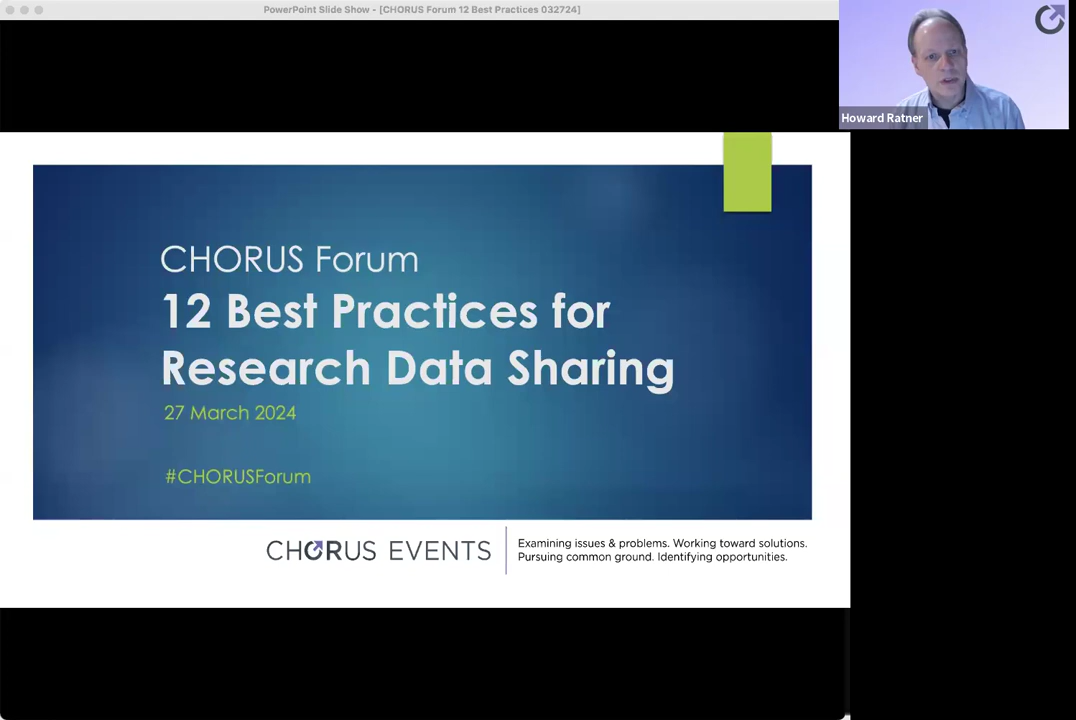 PowerPoint Slide Show - [CHORUS Forum 12 Best Practices 032724]
Howard Ratner
CHORUS Forum
12 Best Practices for
Research Data Sharing
27 March 2024
#CHORUSForum
CHORUS EVENTS
Examining issues & problems. Working toward solutions.
Pursuing common ground. Identifying opportunities.